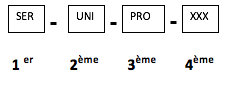 SER - UNI - PRO - XXX
1er 2ème 3ème 4ème